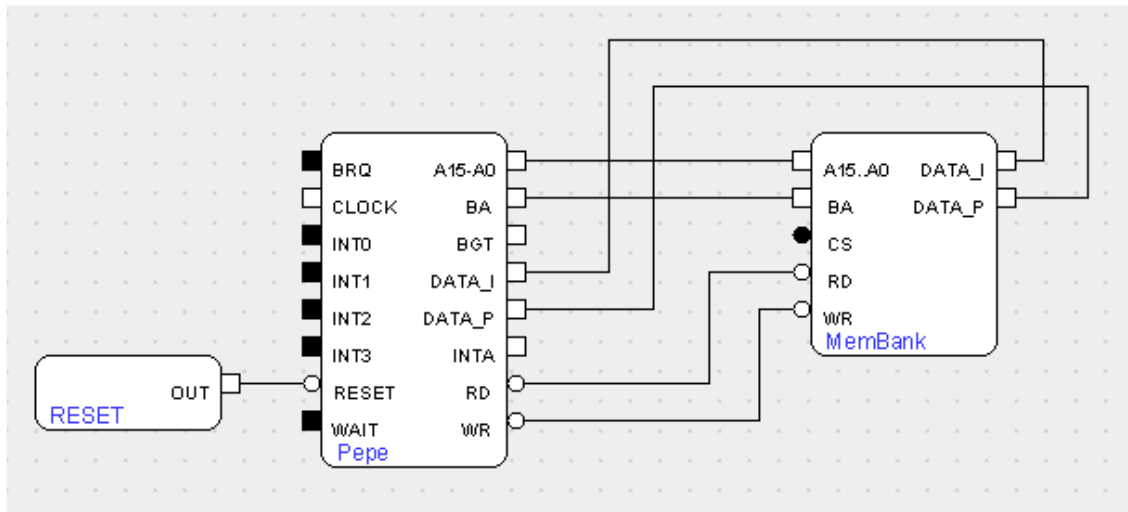 BRQ A15-A0
CLOCK BA
INT0 BGT
INT1 DATA_I
INT2 DATA_P
INT3 INTA
RESET RD
WAIT WR
Pepe
A15..A0 DATA_I
BA DATA_P
CS
RD
WR
MemBank
OUT
RESET